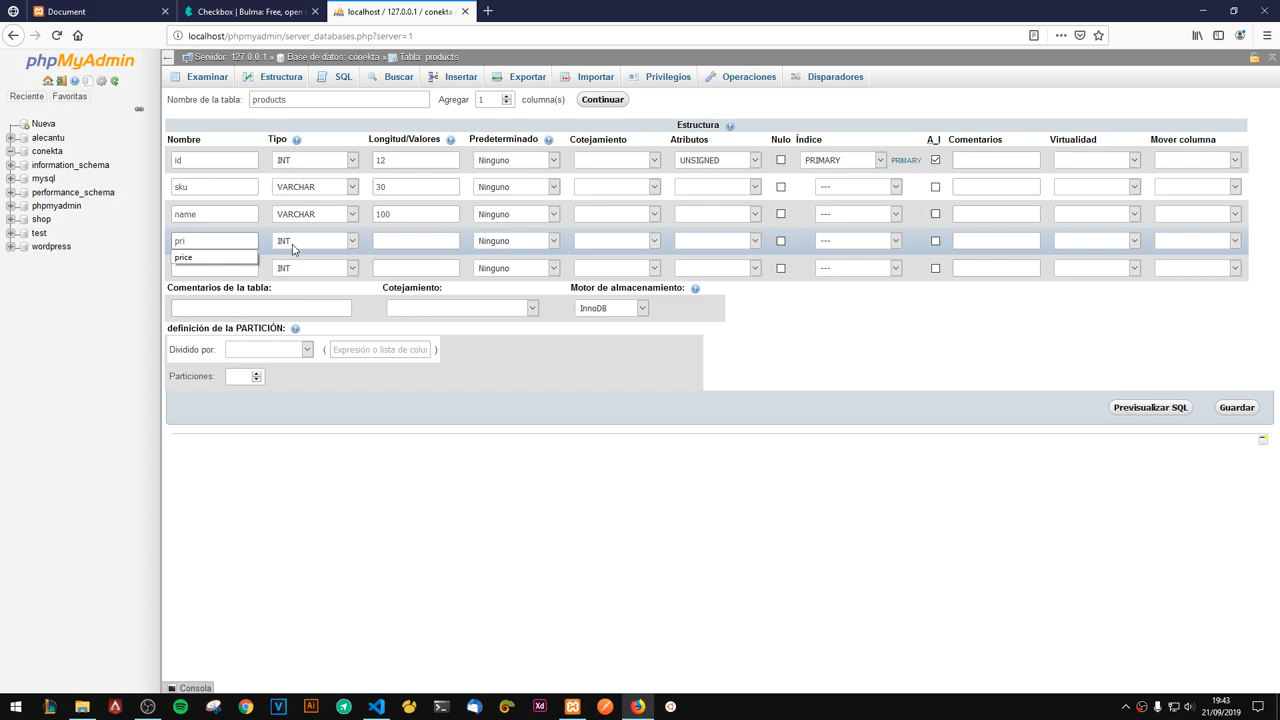 Document
Checkbox | Bulma: Free, open s
localhost / 127.0.0.1 / conekta
localhost/phpmyadmin/server_databases.php?server=1
phpMyAdmin
Reciente Favoritas
Nueva
alecantu
conekta
information_schema
mysql
performance_schema
phpmyadmin
shop
test
wordpress
Servidor: 127.0.0.1 » Base de datos: conekta » Tabla: products
Examinar Estructura SQL Buscar Insertar Exportar Importar Privilegios Operaciones Disparadores
Nombre de la tabla: products Agregar 1 columna(s) Continuar
Estructura
Nombre Tipo Longitud/Valores Predeterminado Cotejamiento Atributos Nulo Índice A_I Comentarios Virtualidad Mover columna
id INT 12 Ninguno UNSIGNED PRIMARY PRIMARY
sku VARCHAR 30 Ninguno ---
name VARCHAR 100 Ninguno ---
pri INT Ninguno ---
price
INT Ninguno ---
Comentarios de la tabla: Cotejamiento: Motor de almacenamiento:
InnoDB
definición de la PARTICIÓN:
Dividido por: ( Expresión o lista de colur )
Particiones:
Previsualizar SQL Guardar
Consola
19:43
21/09/2019